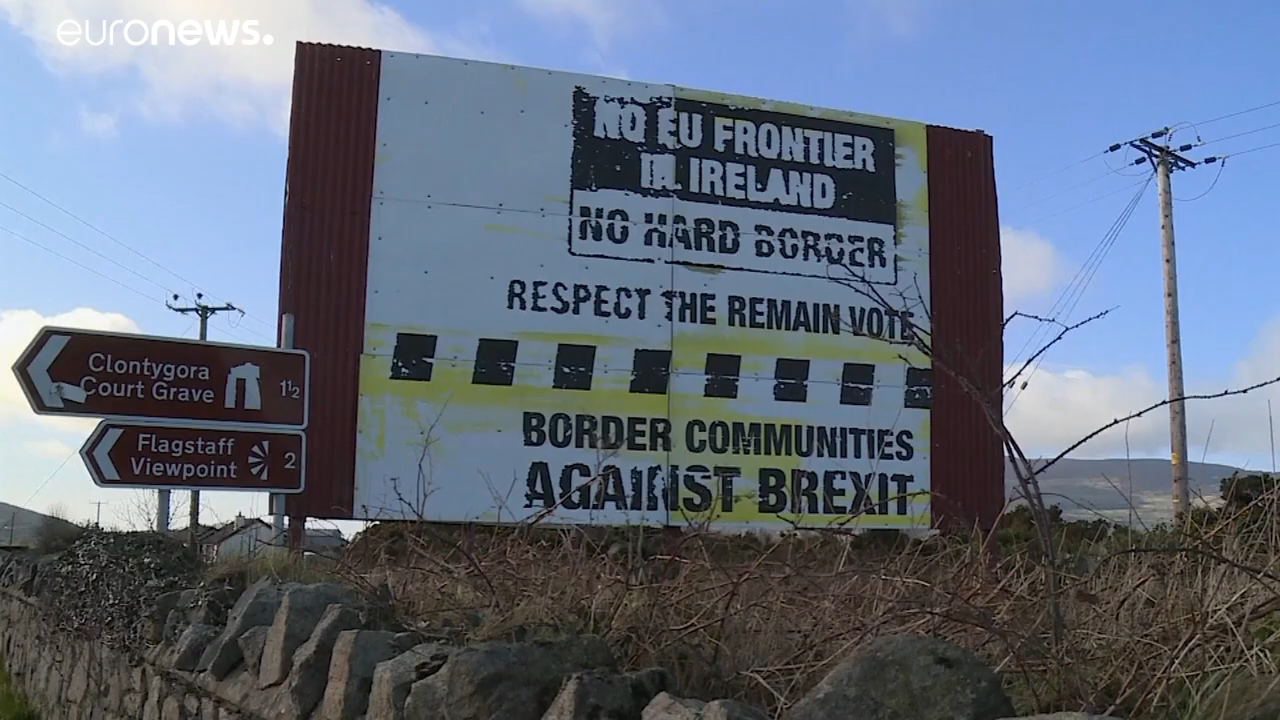 euronews.
NO EU FRONTIER
IN IRELAND
NO HARD BORDER
RESPECT THE REMAIN VOTE
BORDER COMMUNITIES
AGAINST BREXIT
Clontygora
Court Grave
1½
Flagstaff
Viewpoint
2